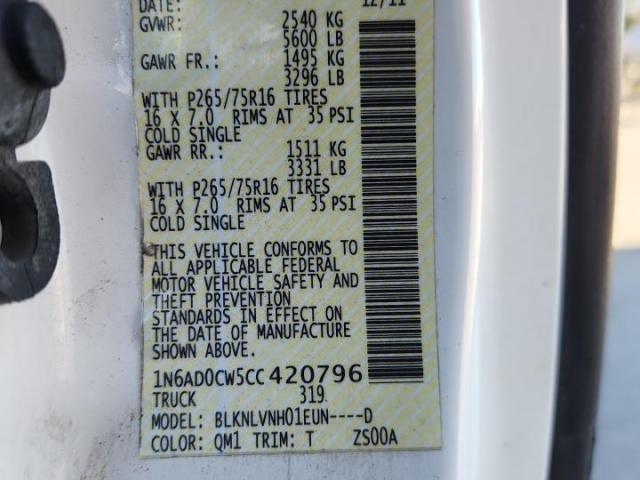 DATE: 12/11
GVWR: 2540 KG
5600 LB
GAWR FR.: 1495 KG
3296 LB
WITH P265/75R16 TIRES
16 X 7.0 RIMS AT 35 PSI
COLD SINGLE
GAWR RR.: 1511 KG
3331 LB
WITH P265/75R16 TIRES
16 X 7.0 RIMS AT 35 PSI
COLD SINGLE
THIS VEHICLE CONFORMS TO
ALL APPLICABLE FEDERAL
MOTOR VEHICLE SAFETY AND
THEFT PREVENTION
STANDARDS IN EFFECT ON
THE DATE OF MANUFACTURE
SHOWN ABOVE.
1N6AD0CW5CC420796
TRUCK 319
MODEL: BLKNLVNH01EUN----D
COLOR: QM1 TRIM: T ZS00A